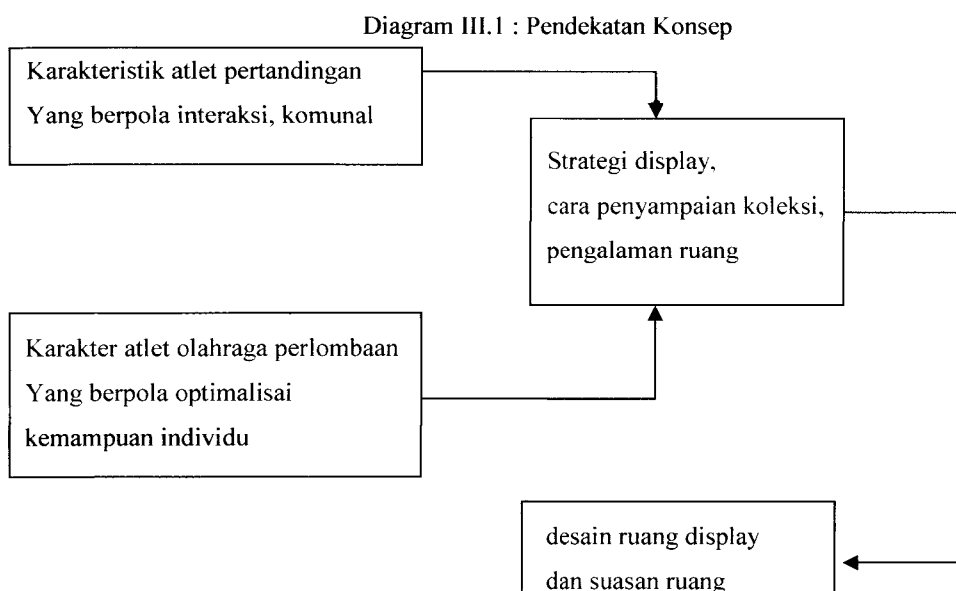 Diagram III.1 : Pendekatan Konsep
Karakteristik atlet pertandingan
Yang berpola interaksi, komunal
Strategi display,
cara penyampaian koleksi,
pengalaman ruang
Karakter atlet olahraga perlombaan
Yang berpola optimalisai
kemampuan individu
desain ruang display
dan suasan ruang